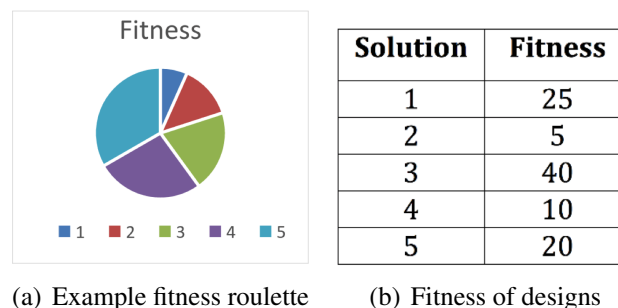 Fitness
1 2 3 4 5
(a) Example fitness roulette
Solution Fitness
1 25
2 5
3 40
4 10
5 20
(b) Fitness of designs